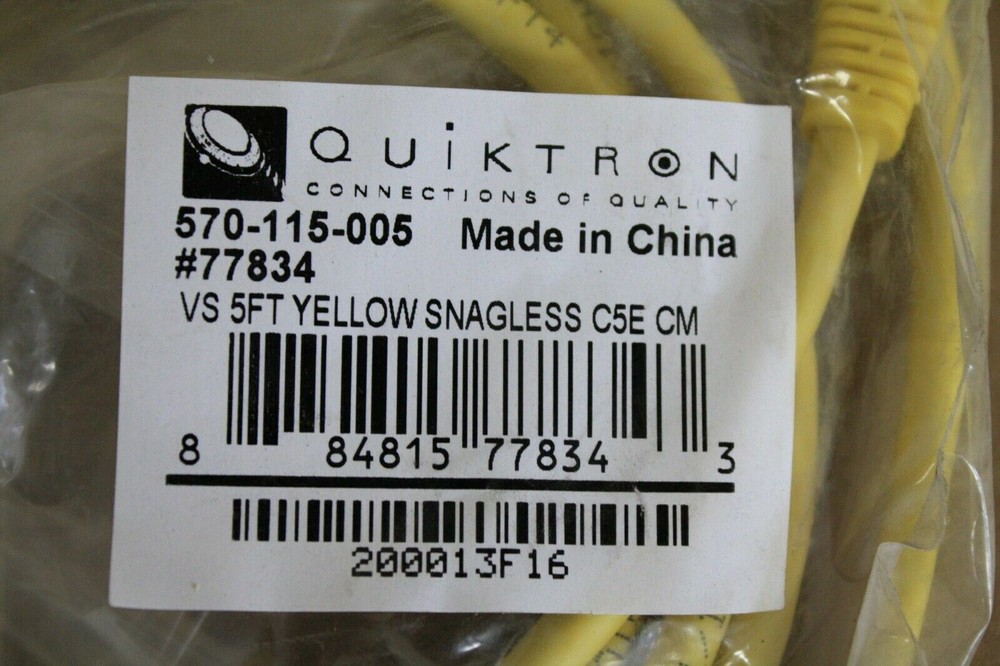 QUiKTRON
CONNECTIONS OF QUALITY
570-115-005 Made in China
#77834
VS 5FT YELLOW SNAGLESS C5E CM
8 84815 77834 3
200013F16